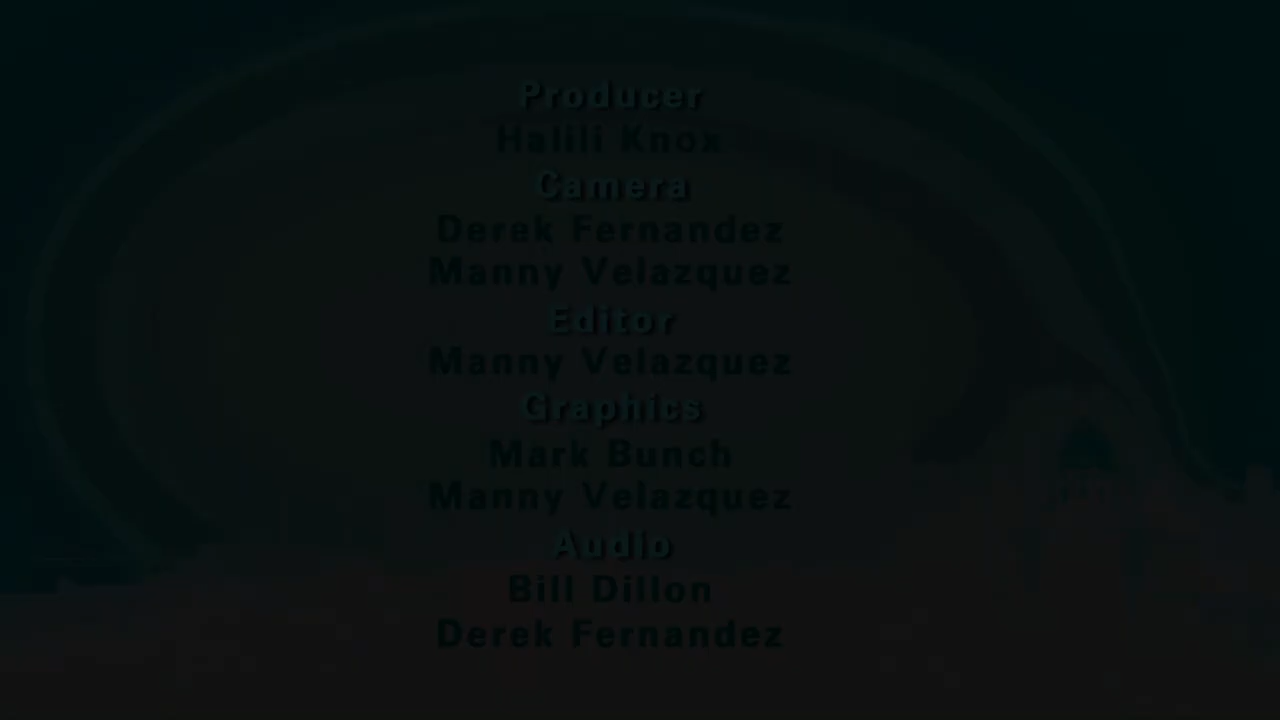 Producer
Halili Knox
Camera
Derek Fernandez
Manny Velazquez
Editor
Manny Velazquez
Graphics
Mark Bunch
Manny Velazquez
Audio
Bill Dillon
Derek Fernandez